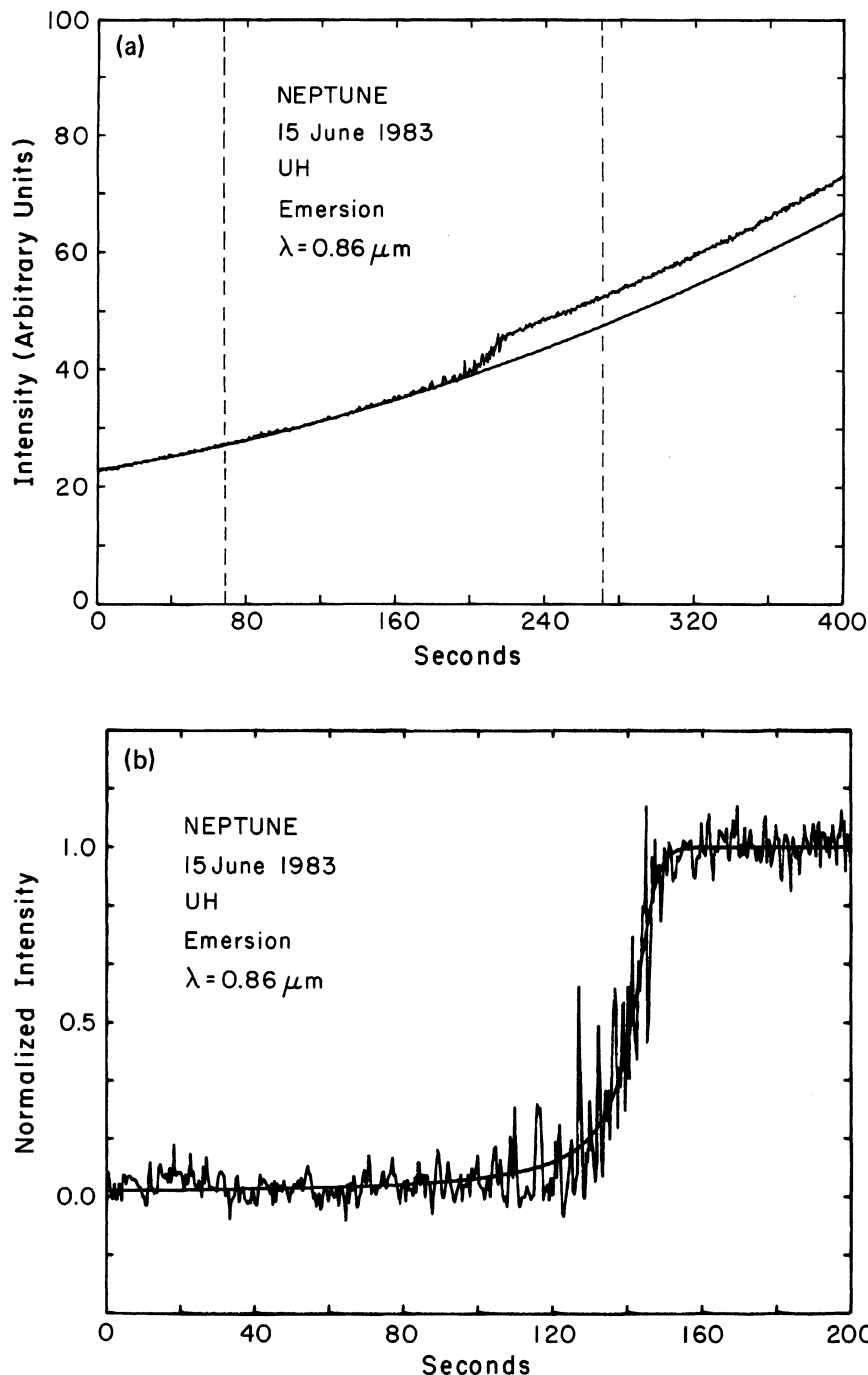 (a)
NEPTUNE
15 June 1983
UH
Emersion
λ = 0.86 μm
Intensity (Arbitrary Units)
100
80
60
40
20
0
0 80 160 240 320 400
Seconds
(b)
NEPTUNE
15 June 1983
UH
Emersion
λ = 0.86 μm
Normalized Intensity
1.0
0.5
0.0
0 40 80 120 160 200
Seconds